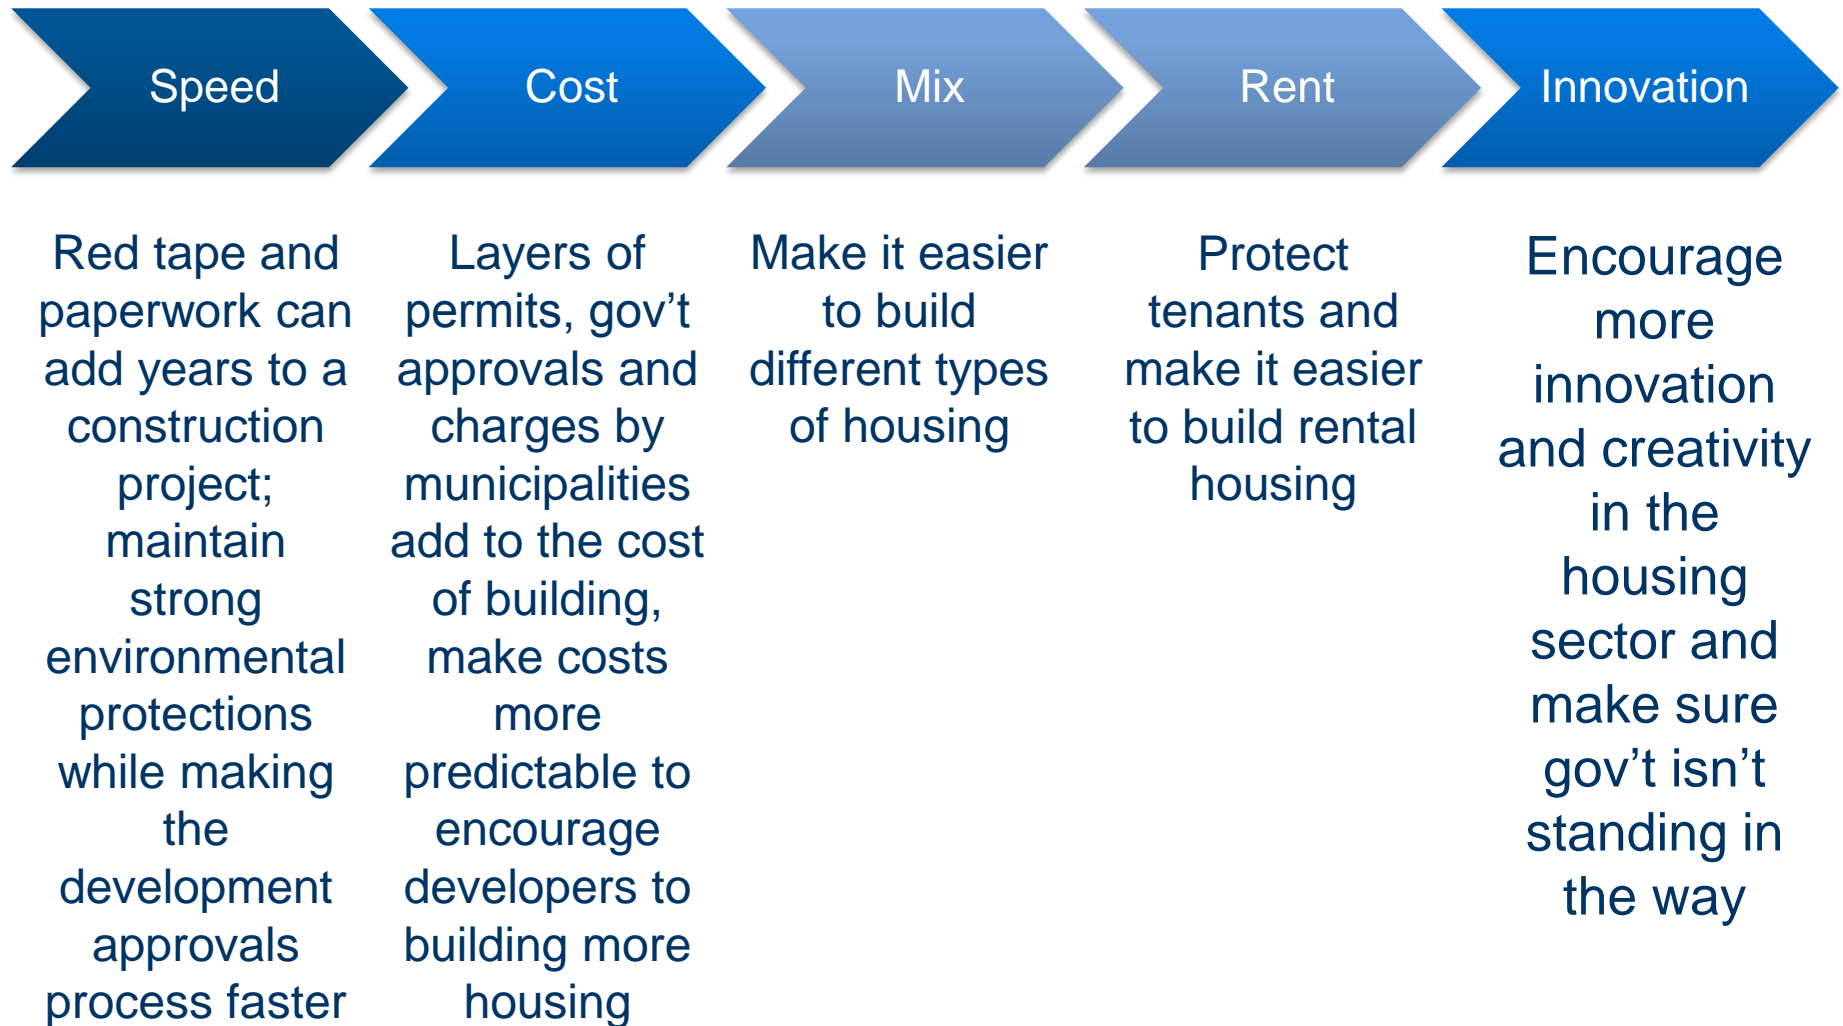 Speed
Cost
Mix
Rent
Innovation
Red tape and
paperwork can
add years to a
construction
project;
maintain
strong
environmental
protections
while making
the
development
approvals
process faster
Layers of
permits, gov’t
approvals and
charges by
municipalities
add to the cost
of building,
make costs
more
predictable to
encourage
developers to
building more
housing
Make it easier
to build
different types
of housing
Protect
tenants and
make it easier
to build rental
housing
Encourage
more
innovation
and creativity
in the
housing
sector and
make sure
gov’t isn’t
standing in
the way